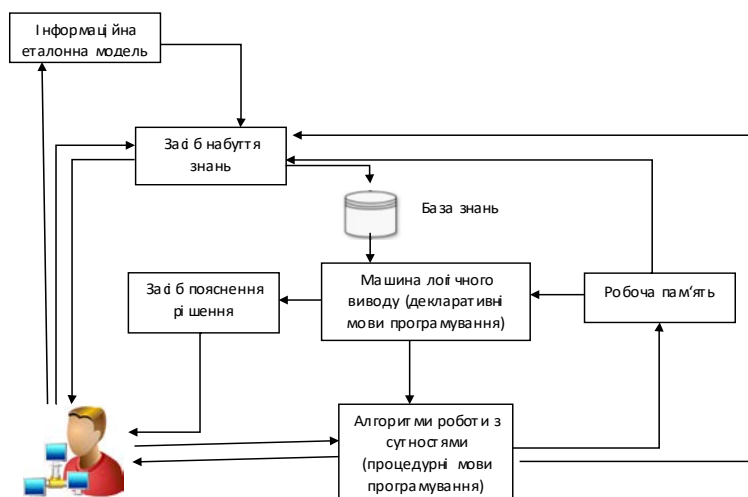 Інформаційна
еталонна модель
Засіб набуття
знань
База знань
Машина логічного
виводу (декларативні
мови програмування)
Засіб пояснення
рішення
Робоча пам'ять
Алгоритми роботи з
сутностями
(процедурні мови
програмування)